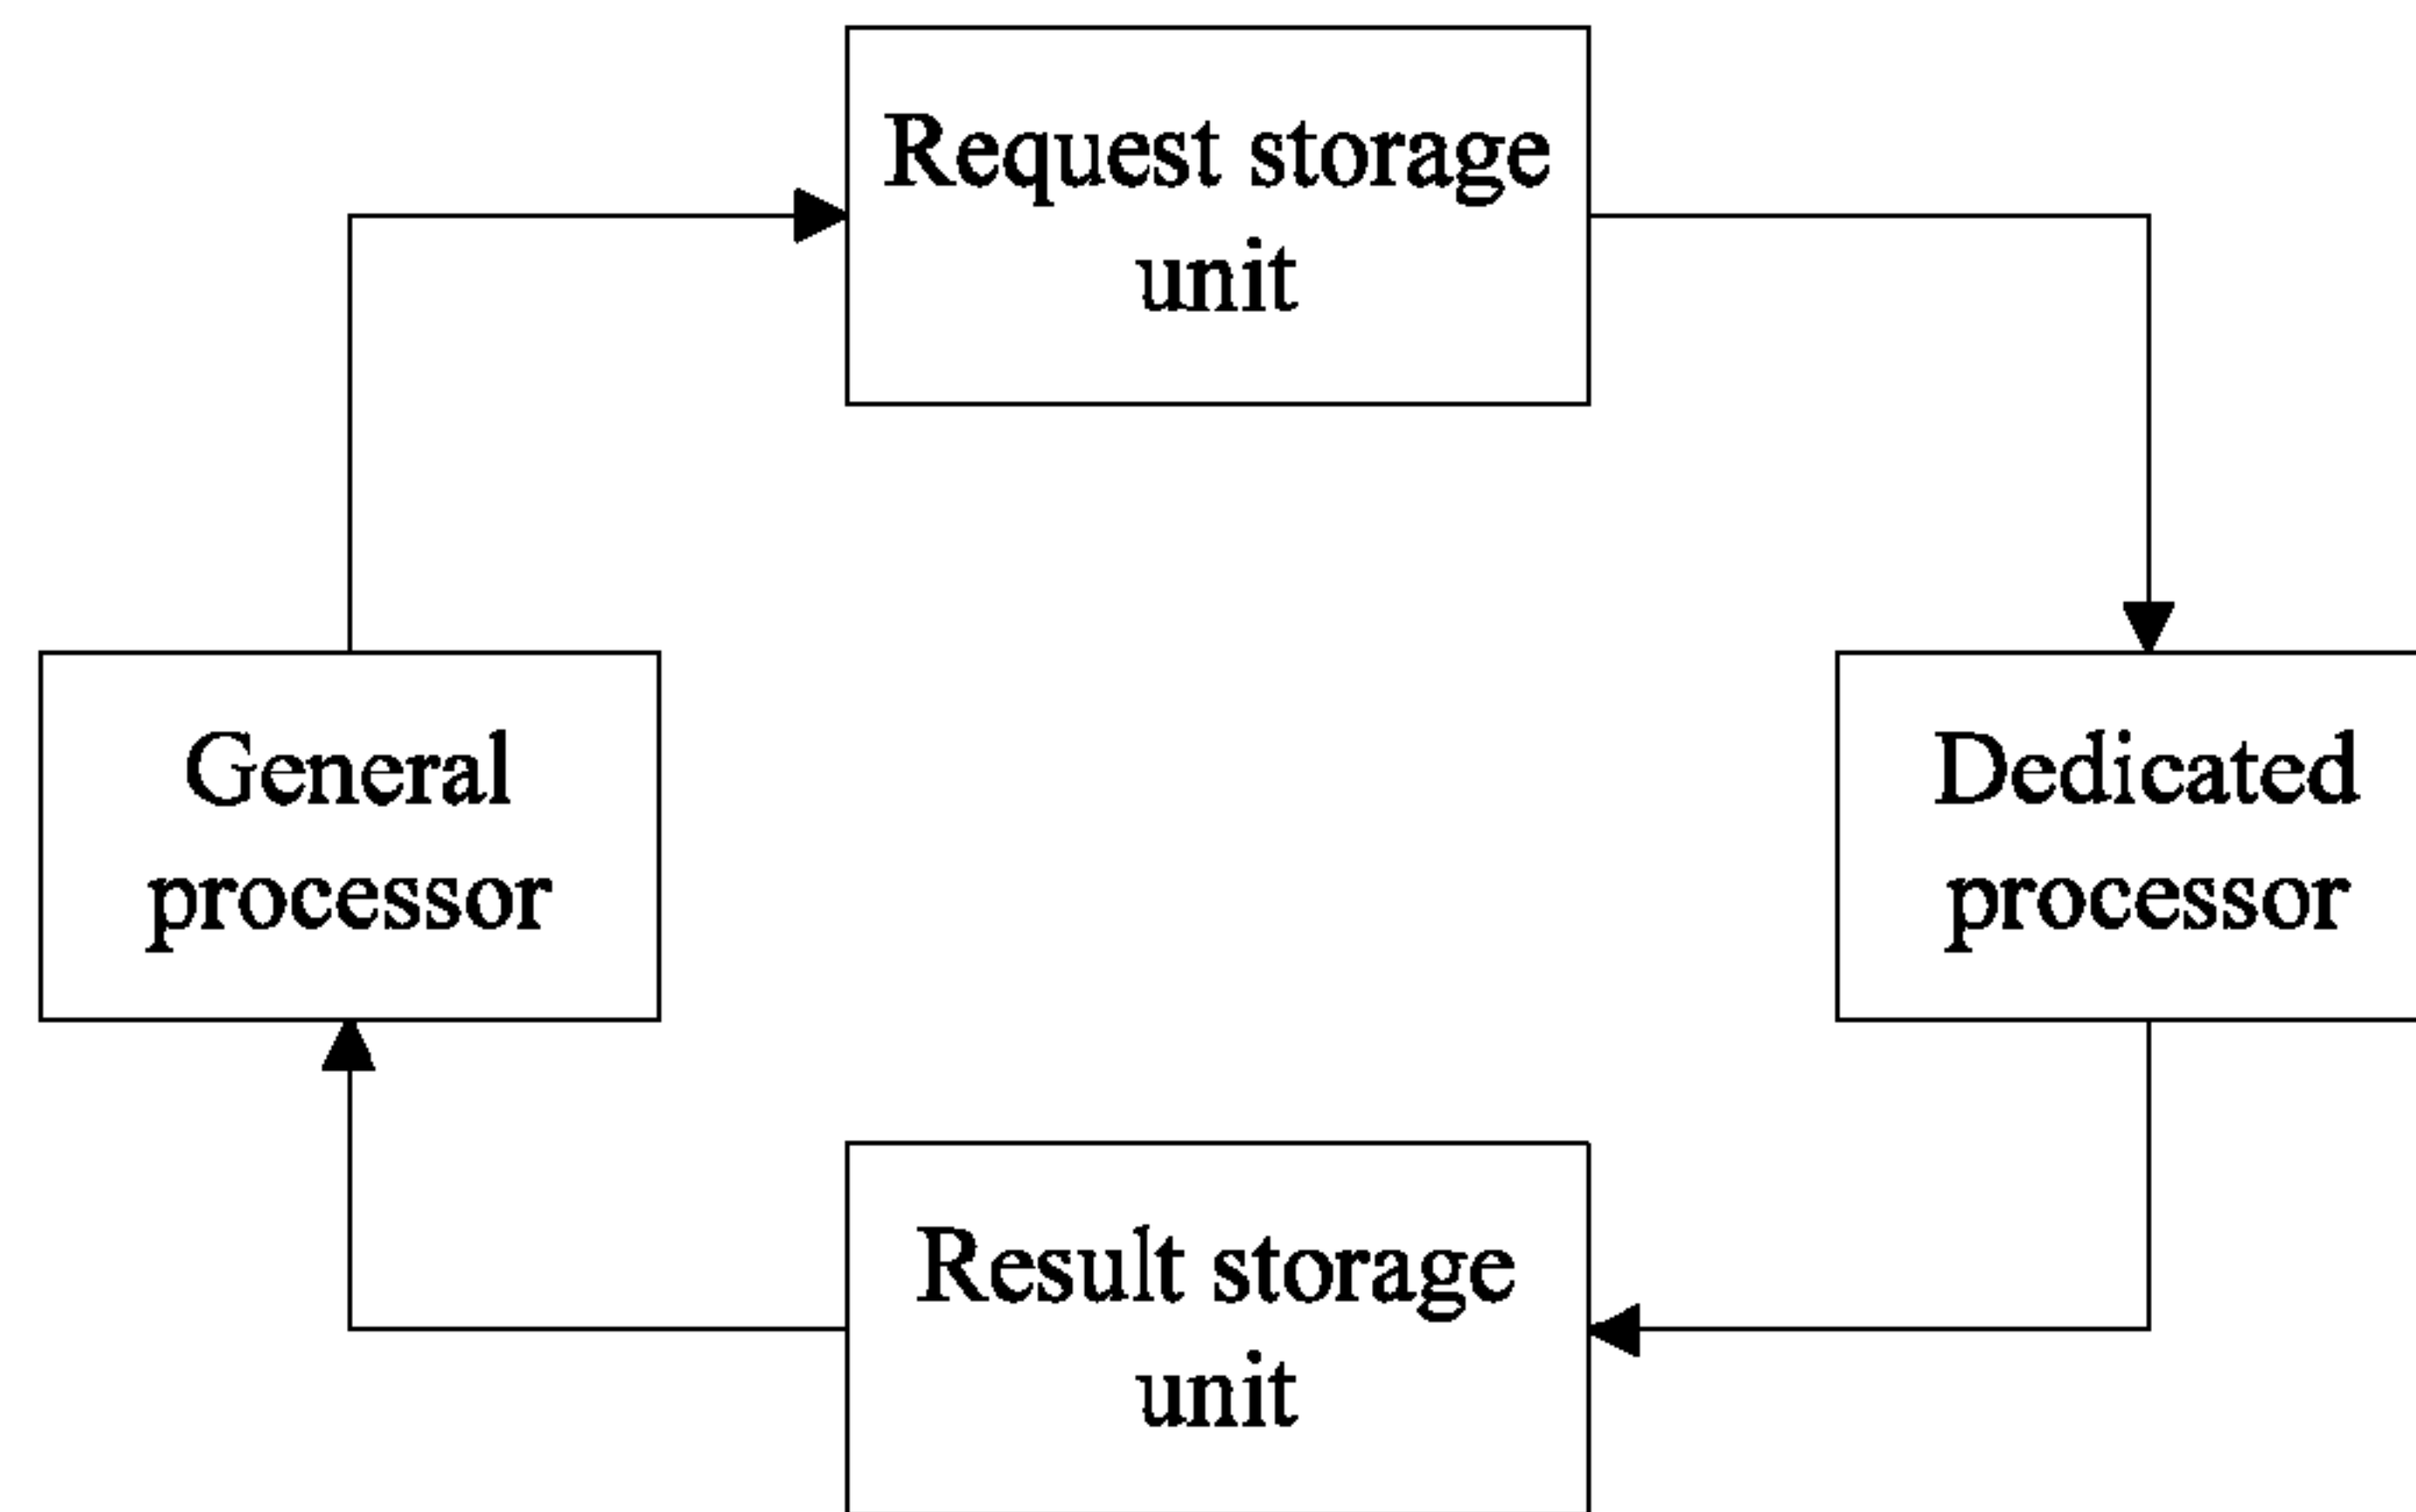 Request storage
unit
General
processor
Dedicated
processor
Result storage
unit